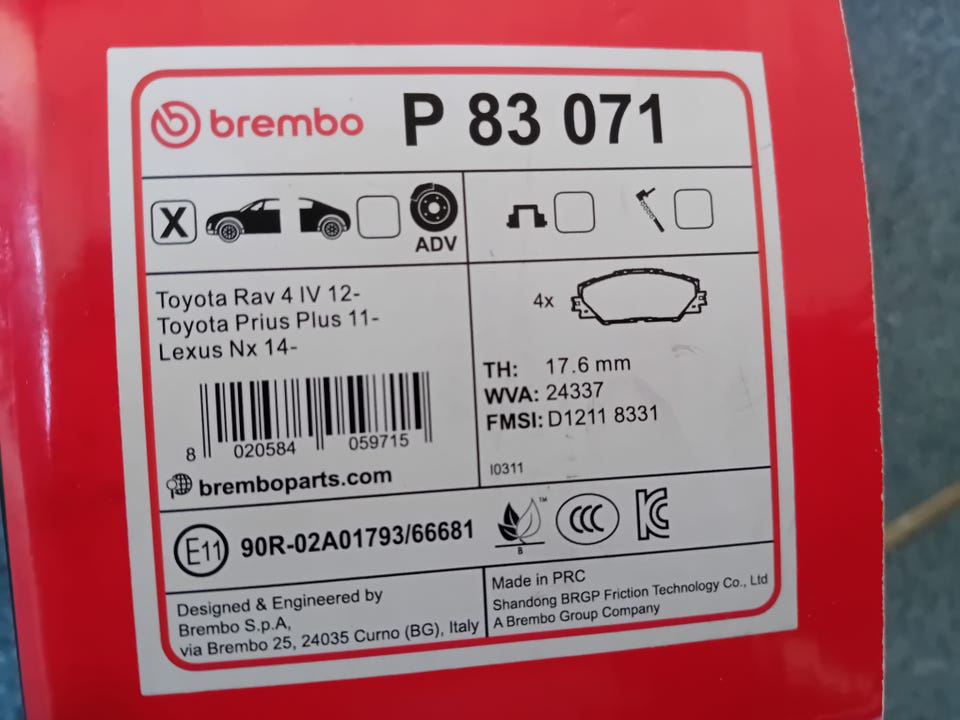 brembo P 83 071
X
ADV
Toyota Rav 4 IV 12-
Toyota Prius Plus 11-
Lexus Nx 14-
8 020584 059715
bremboparts.com
4x
TH: 17.6 mm
WVA: 24337
FMSI: D1211 8331
I0311
E11 90R-02A01793/66681
TM
B
CCC
KC
Designed & Engineered by
Brembo S.p.A,
via Brembo 25, 24035 Curno (BG), Italy
Made in PRC
Shandong BRGP Friction Technology Co., Ltd
A Brembo Group Company